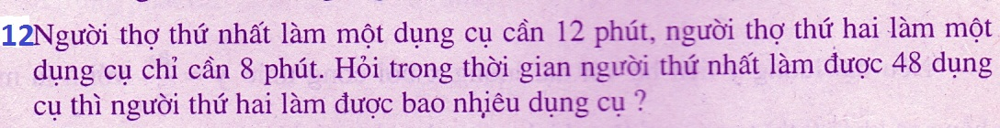 12Người thợ thứ nhất làm một dụng cụ cần 12 phút, người thợ thứ hai làm một
dụng cụ chỉ cần 8 phút. Hỏi trong thời gian người thứ nhất làm được 48 dụng
cụ thì người thứ hai làm được bao nhiêu dụng cụ ?